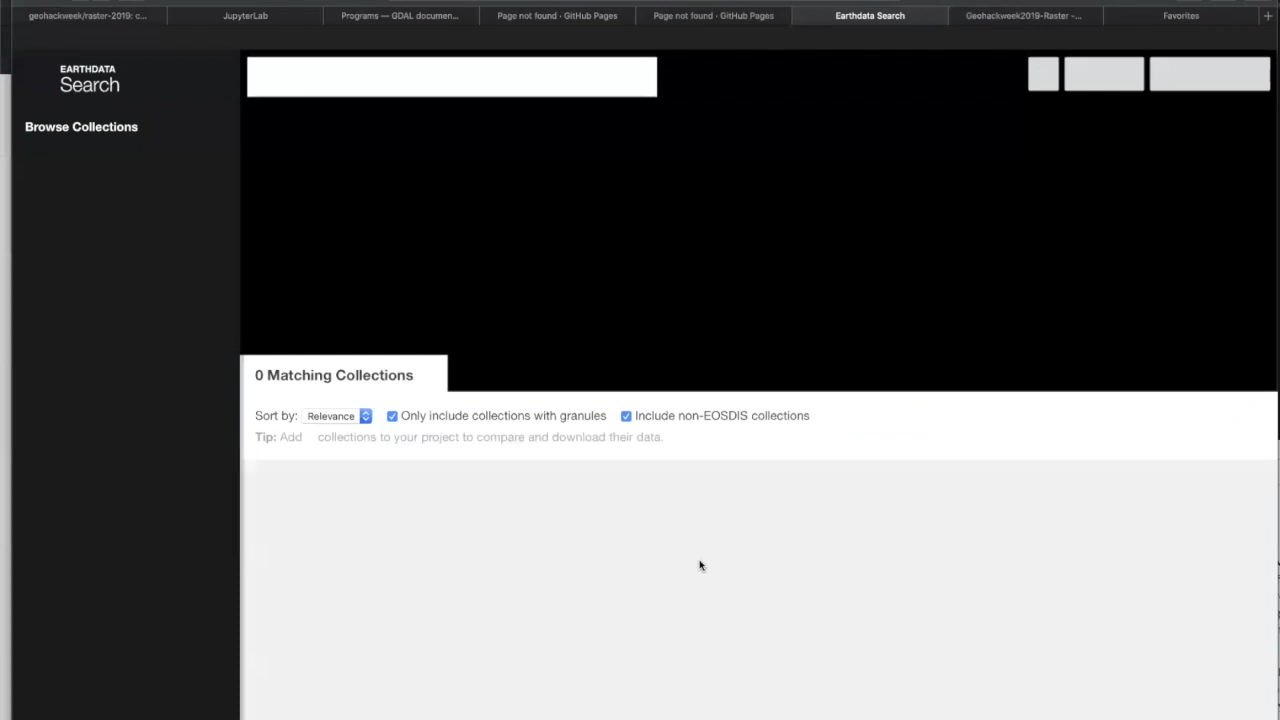 geohackweek/raster-2019: c...
JupyterLab
Programs — GDAL documen...
Page not found · GitHub Pages
Page not found · GitHub Pages
Earthdata Search
Geohackweek2019-Raster -...
Favorites
+
EARTHDATA
Search
Browse Collections
0 Matching Collections
Sort by: Relevance Only include collections with granules Include non-EOSDIS collections
Tip: Add collections to your project to compare and download their data.